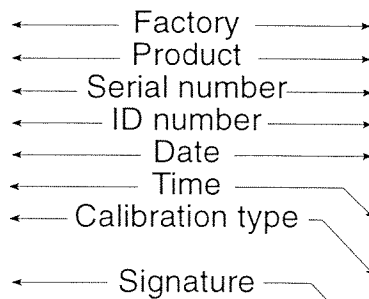 Factory
Product
Serial number
ID number
Date
Time
Calibration type
Signature